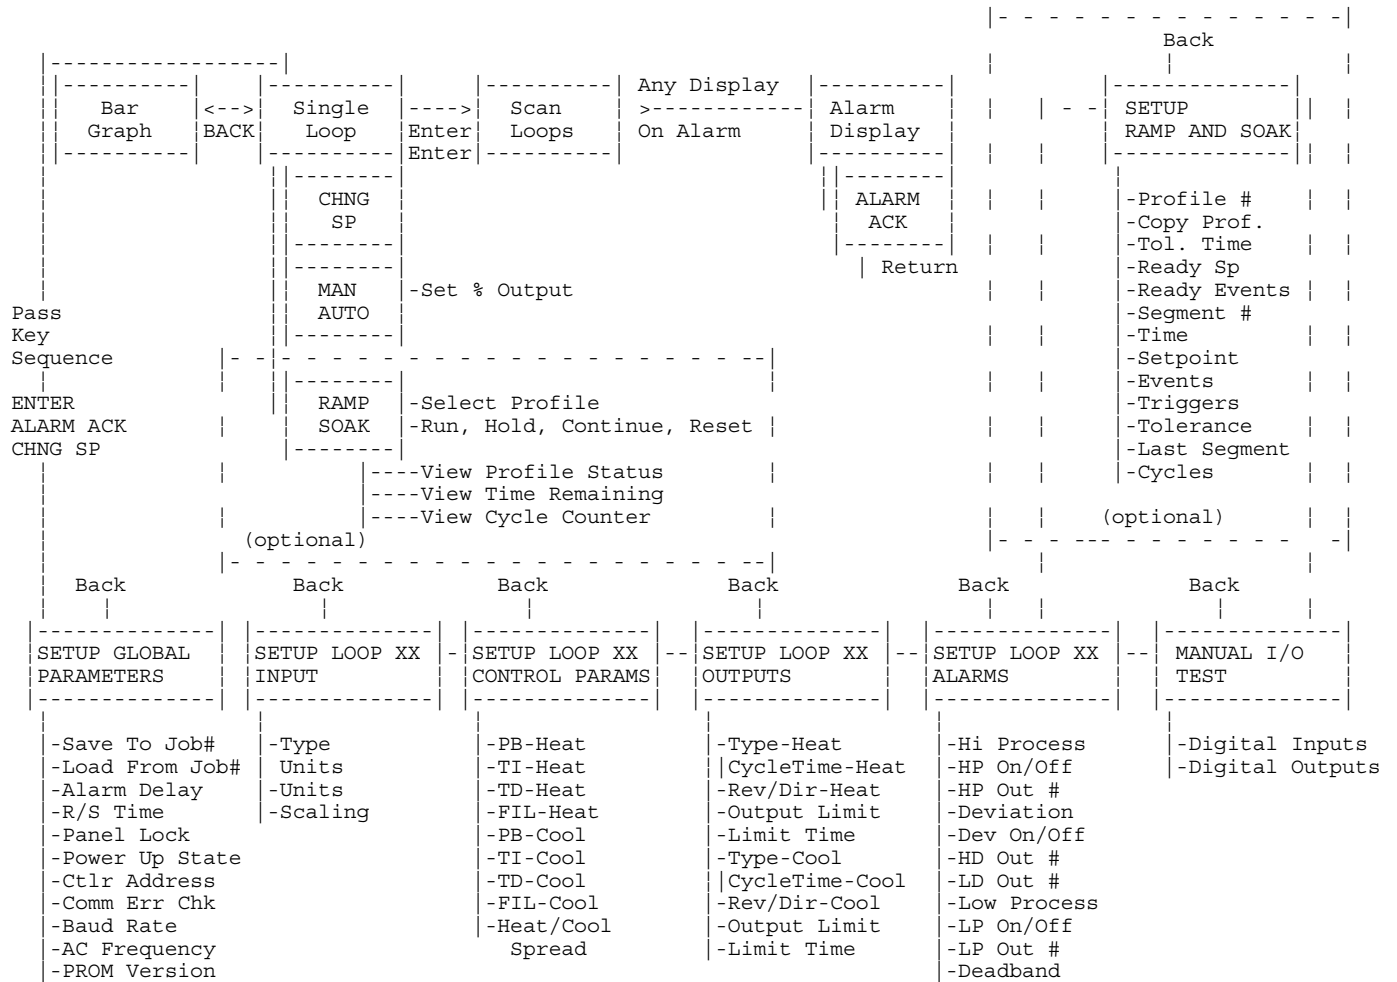 Back
Bar Graph
<-->
BACK
Single Loop
---->
Enter
Enter
Scan Loops
Any Display
>------------
On Alarm
Alarm Display
SETUP
RAMP AND SOAK
CHNG
SP
ALARM
ACK
Return
MAN
AUTO
-Set % Output
-Profile #
-Copy Prof.
-Tol. Time
-Ready Sp
-Ready Events
-Segment #
-Time
-Setpoint
-Events
-Triggers
-Tolerance
-Last Segment
-Cycles
(optional)
Pass
Key
Sequence
ENTER
ALARM ACK
CHNG SP
RAMP
SOAK
-Select Profile
-Run, Hold, Continue, Reset
----View Profile Status
----View Time Remaining
----View Cycle Counter
(optional)
Back
Back
Back
Back
Back
Back
SETUP GLOBAL
PARAMETERS
SETUP LOOP XX
INPUT
SETUP LOOP XX
CONTROL PARAMS
SETUP LOOP XX
OUTPUTS
SETUP LOOP XX
ALARMS
MANUAL I/O
TEST
-Save To Job#
-Load From Job#
-Alarm Delay
-R/S Time
-Panel Lock
-Power Up State
-Ctlr Address
-Comm Err Chk
-Baud Rate
-AC Frequency
-PROM Version
-Type
Units
-Units
-Scaling
-PB-Heat
-TI-Heat
-TD-Heat
-FIL-Heat
-PB-Cool
-TI-Cool
-TD-Cool
-FIL-Cool
-Heat/Cool
Spread
-Type-Heat
CycleTime-Heat
-Rev/Dir-Heat
-Output Limit
-Limit Time
-Type-Cool
CycleTime-Cool
-Rev/Dir-Cool
-Output Limit
-Limit Time
-Hi Process
-HP On/Off
-HP Out #
-Deviation
-Dev On/Off
-HD Out #
-LD Out #
-Low Process
-LP On/Off
-LP Out #
-Deadband
-Digital Inputs
-Digital Outputs